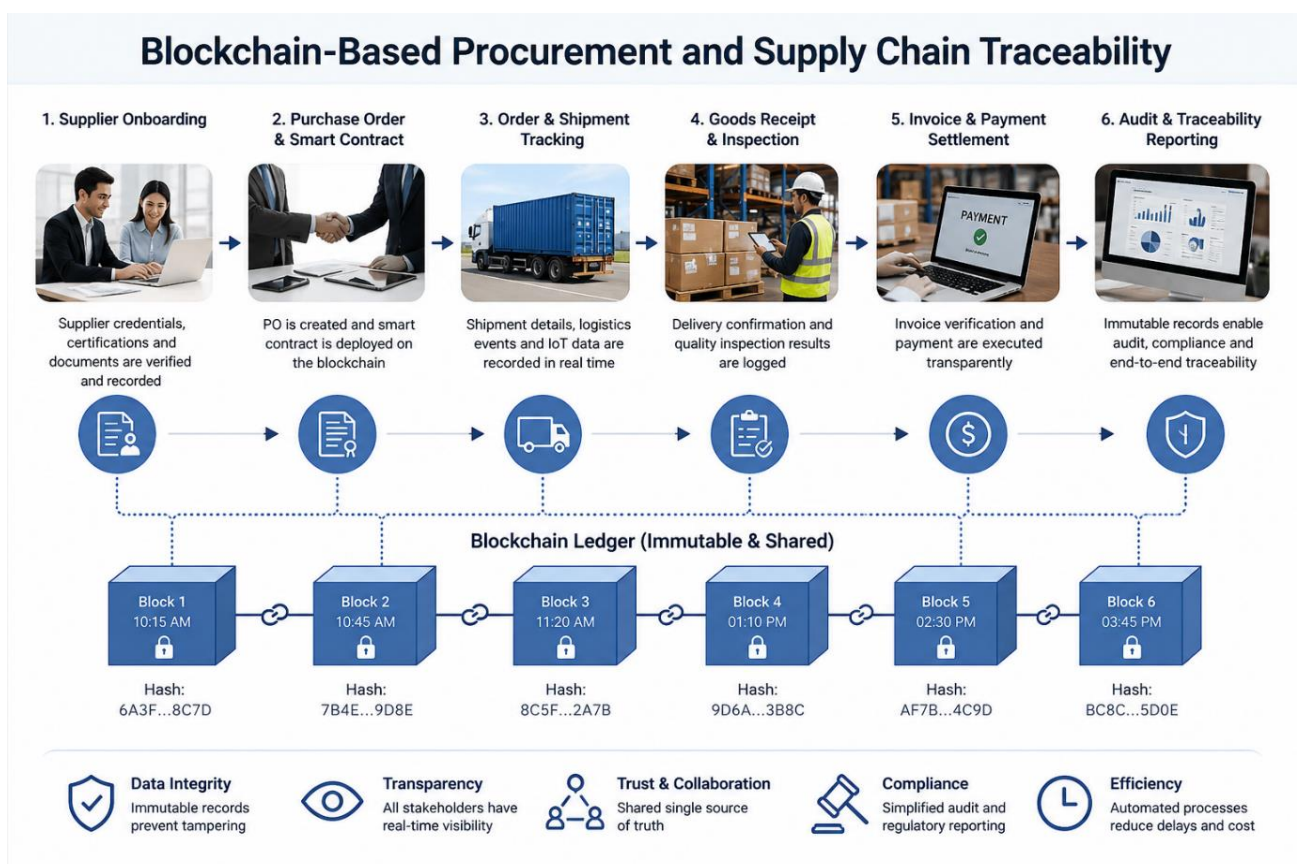 Blockchain-Based Procurement and Supply Chain Traceability
1. Supplier Onboarding
2. Purchase Order
& Smart Contract
3. Order & Shipment
Tracking
4. Goods Receipt
& Inspection
5. Invoice & Payment
Settlement
6. Audit & Traceability
Reporting
PAYMENT
Supplier credentials,
certifications and
documents are verified
and recorded
PO is created and smart
contract is deployed on
the blockchain
Shipment details, logistics
events and IoT data are
recorded in real time
Delivery confirmation and
quality inspection results
are logged
Invoice verification and
payment are executed
transparently
Immutable records enable
audit, compliance and
end-to-end traceability
$
Blockchain Ledger (Immutable & Shared)
Block 1
10:15 AM
Block 2
10:45 AM
Block 3
11:20 AM
Block 4
01:10 PM
Block 5
02:30 PM
Block 6
03:45 PM
Hash:
6A3F...8C7D
Hash:
7B4E...9D8E
Hash:
8C5F...2A7B
Hash:
9D6A...3B8C
Hash:
AF7B...4C9D
Hash:
BC8C...5D0E
Data Integrity
Immutable records
prevent tampering
Transparency
All stakeholders have
real-time visibility
Trust & Collaboration
Shared single source
of truth
Compliance
Simplified audit and
regulatory reporting
Efficiency
Automated processes
reduce delays and cost